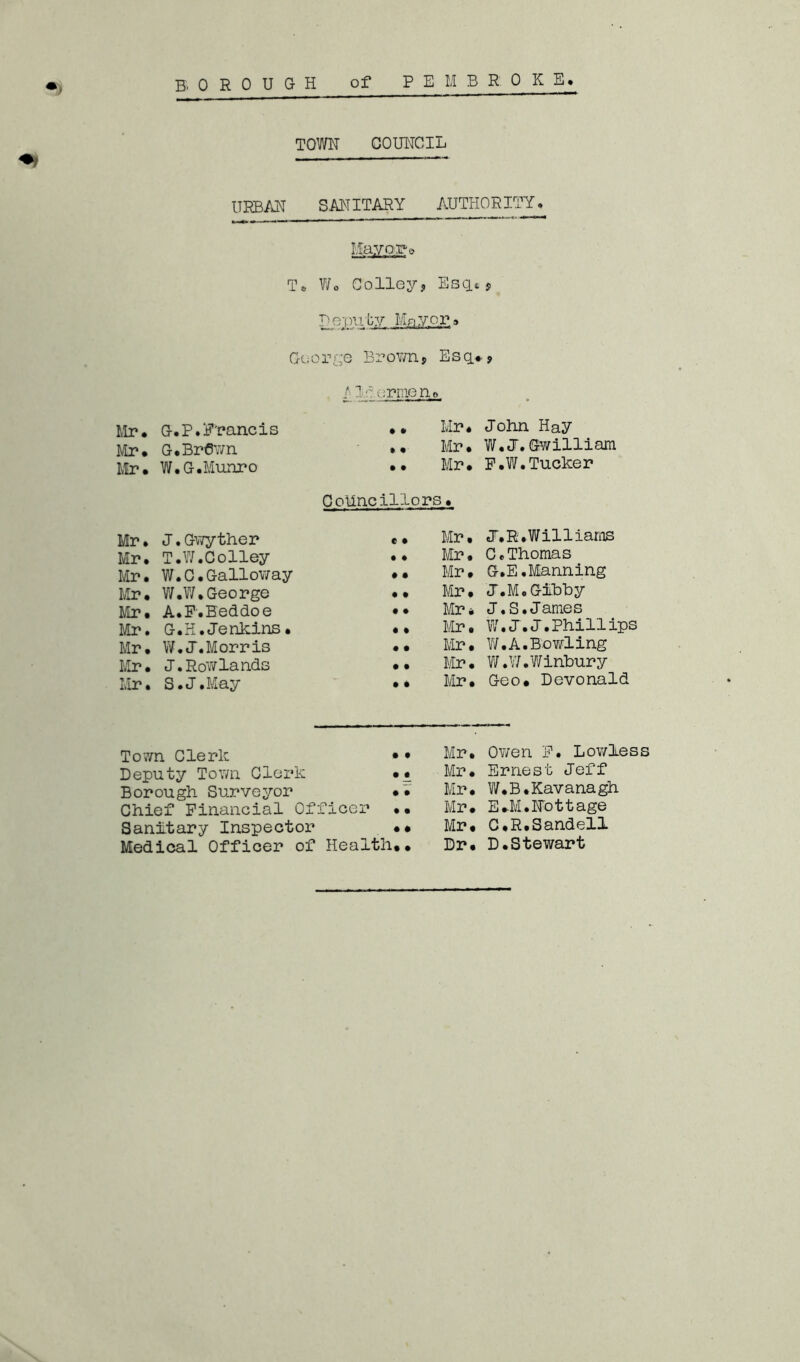 BOROUGH of PEMBROKE.
TOWN COUNCIL
URBAN SANITARY AUTHORITY.
Mayor.
T. W. Colley, Esq.,
Deputy Mayor,
George Brown, Esq.,
Aldermen.
Mr. G.P.Francis .. Mr. John Hay
Mr. G.Brown .. Mr. W.J.Gwilliam
Mr. W.G.Munro .. Mr. F.W.Tucker
Councillors.
Mr. J.Gwyther .. Mr. J.R.Williams
Mr. T.W.Colley .. Mr. C.Thomas
Mr. W.C.Galloway .. Mr. G.E.Manning
Mr. W.W.George .. Mr. J.M.Gibby
Mr. A.F.Beddoe .. Mr. J.S.James
Mr. G.H.Jenkins. .. Mr. W.J.J.Phillips
Mr. W.J.Morris .. Mr. W.A.Bowling
Mr. J.Rowlands .. Mr. W.W.Winbury
Mr. S.J.May .. Mr. Geo. Devonald
Town Clerk .. Mr. Owen F. Lowless
Deputy Town Clerk .. Mr. Ernest Jeff
Borough Surveyor .. Mr. W.B.Kavanagh
Chief Financial Officer .. Mr. E.M.Nottage
Sanitary Inspector .. Mr. C.R.Sandell
Medical Officer of Health.. Dr. D.Stewart